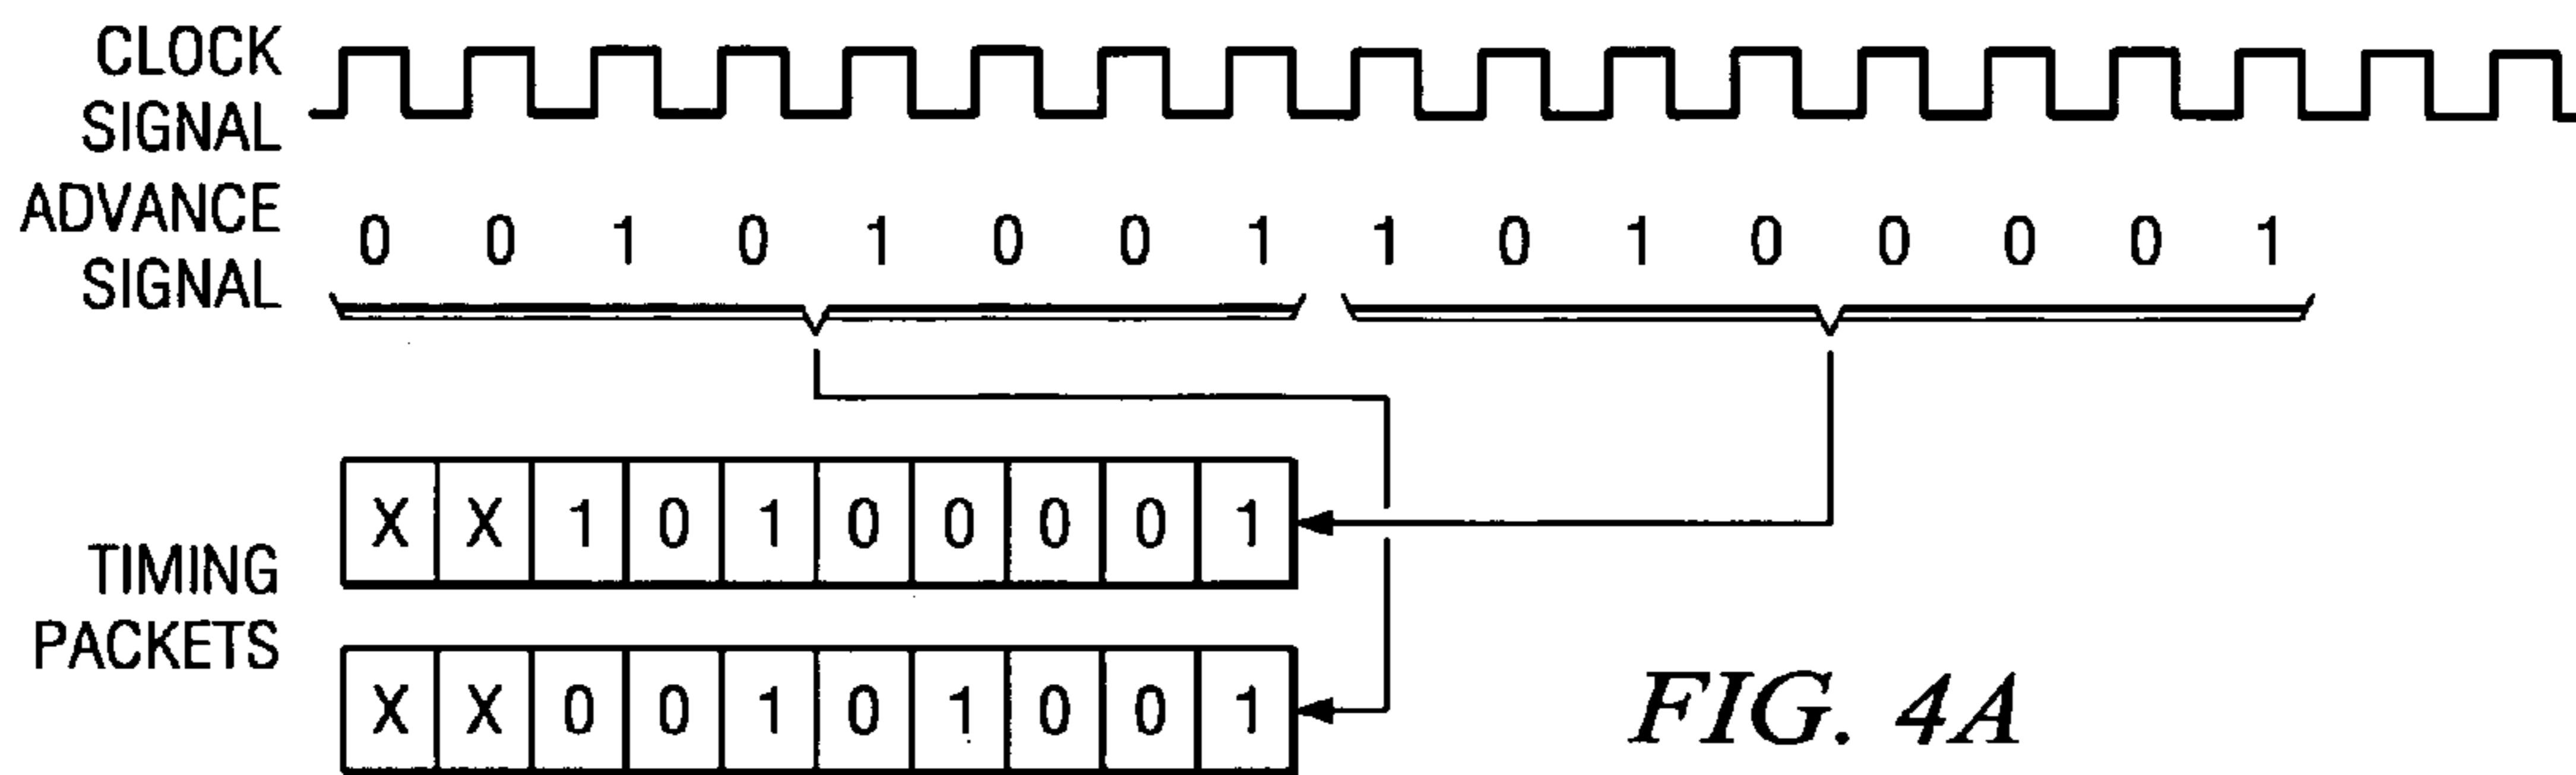 CLOCK
SIGNAL
ADVANCE
SIGNAL
0 0 1 0 1 0 0 1 1 0 1 0 0 0 0 1
TIMING
PACKETS
X X 1 0 1 0 0 0 0 1
X X 0 0 1 0 1 0 0 1
FIG. 4A